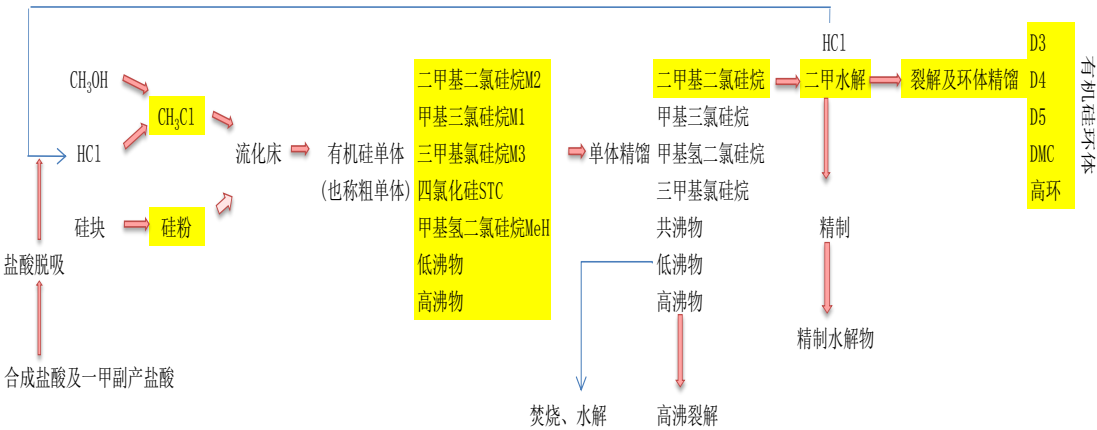 CH₃OH
HCl
CH₃Cl
硅块
硅粉
盐酸脱吸
合成盐酸及一甲副产盐酸
流化床
有机硅单体
(也称粗单体)
二甲基二氯硅烷M2
甲基三氯硅烷M1
三甲基氯硅烷M3
四氯化硅STC
甲基氢二氯硅烷MeH
低沸物
高沸物
单体精馏
二甲基二氯硅烷
甲基三氯硅烷
甲基氢二氯硅烷
三甲基氯硅烷
共沸物
低沸物
高沸物
焚烧、水解
高沸裂解
HCl
二甲水解
精制
精制水解物
裂解及环体精馏
D3
D4
D5
DMC
高环
有机硅环体